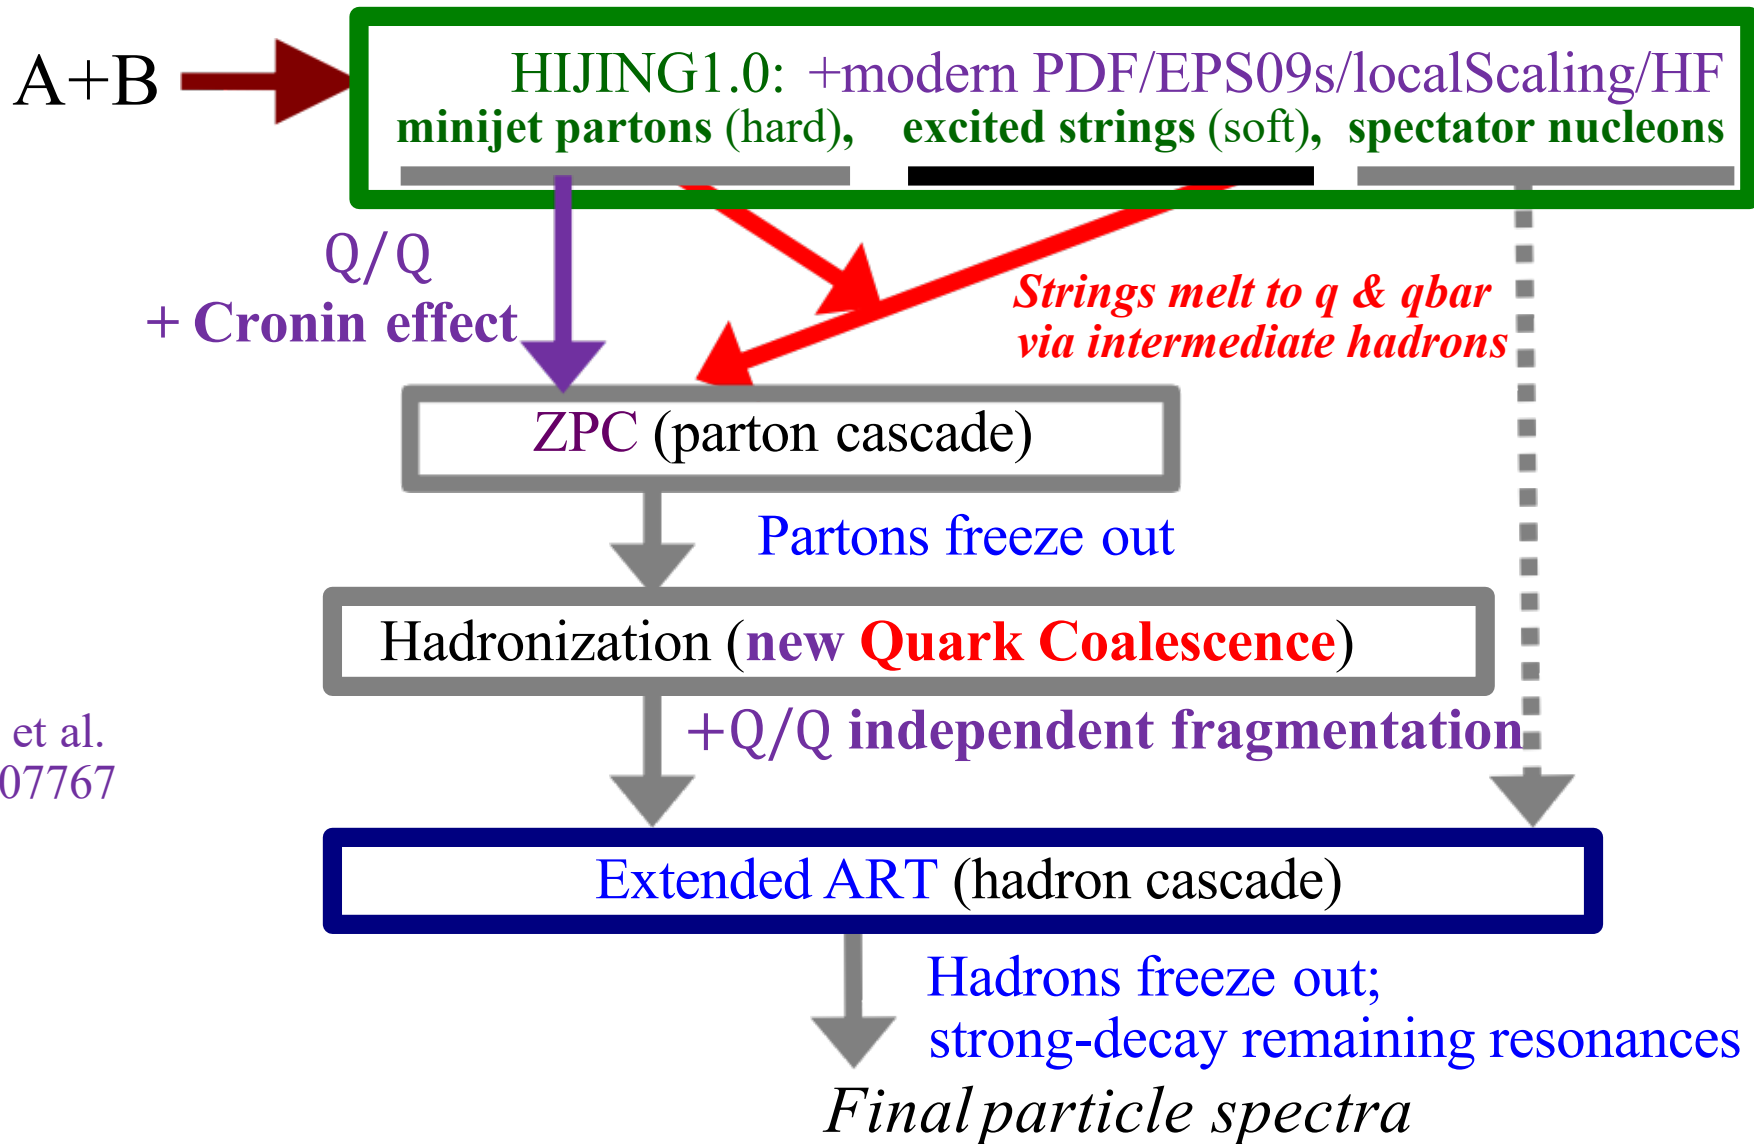 A+B
HIJING1.0: +modern PDF/EPS09s/localScaling/HF
minijet partons (hard), excited strings (soft), spectator nucleons
Q/Q
+ Cronin effect
Strings melt to q & qbar
via intermediate hadrons
ZPC (parton cascade)
Partons freeze out
Hadronization (new Quark Coalescence)
+Q/Q independent fragmentation
et al.
07767
Extended ART (hadron cascade)
Hadrons freeze out;
strong-decay remaining resonances
Final particle spectra